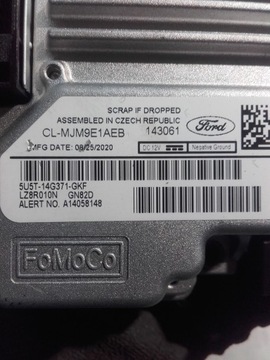 SCRAP IF DROPPED
ASSEMBLED IN CZECH REPUBLIC
CL-MJM9E1AEB 143061
MFG DATE: 08/25/2020
Ford
DC 12V Negative Ground
5U5T-14G371-GKF
LZ8R010N GN82D
ALERT NO. A14058148
FoMoCo